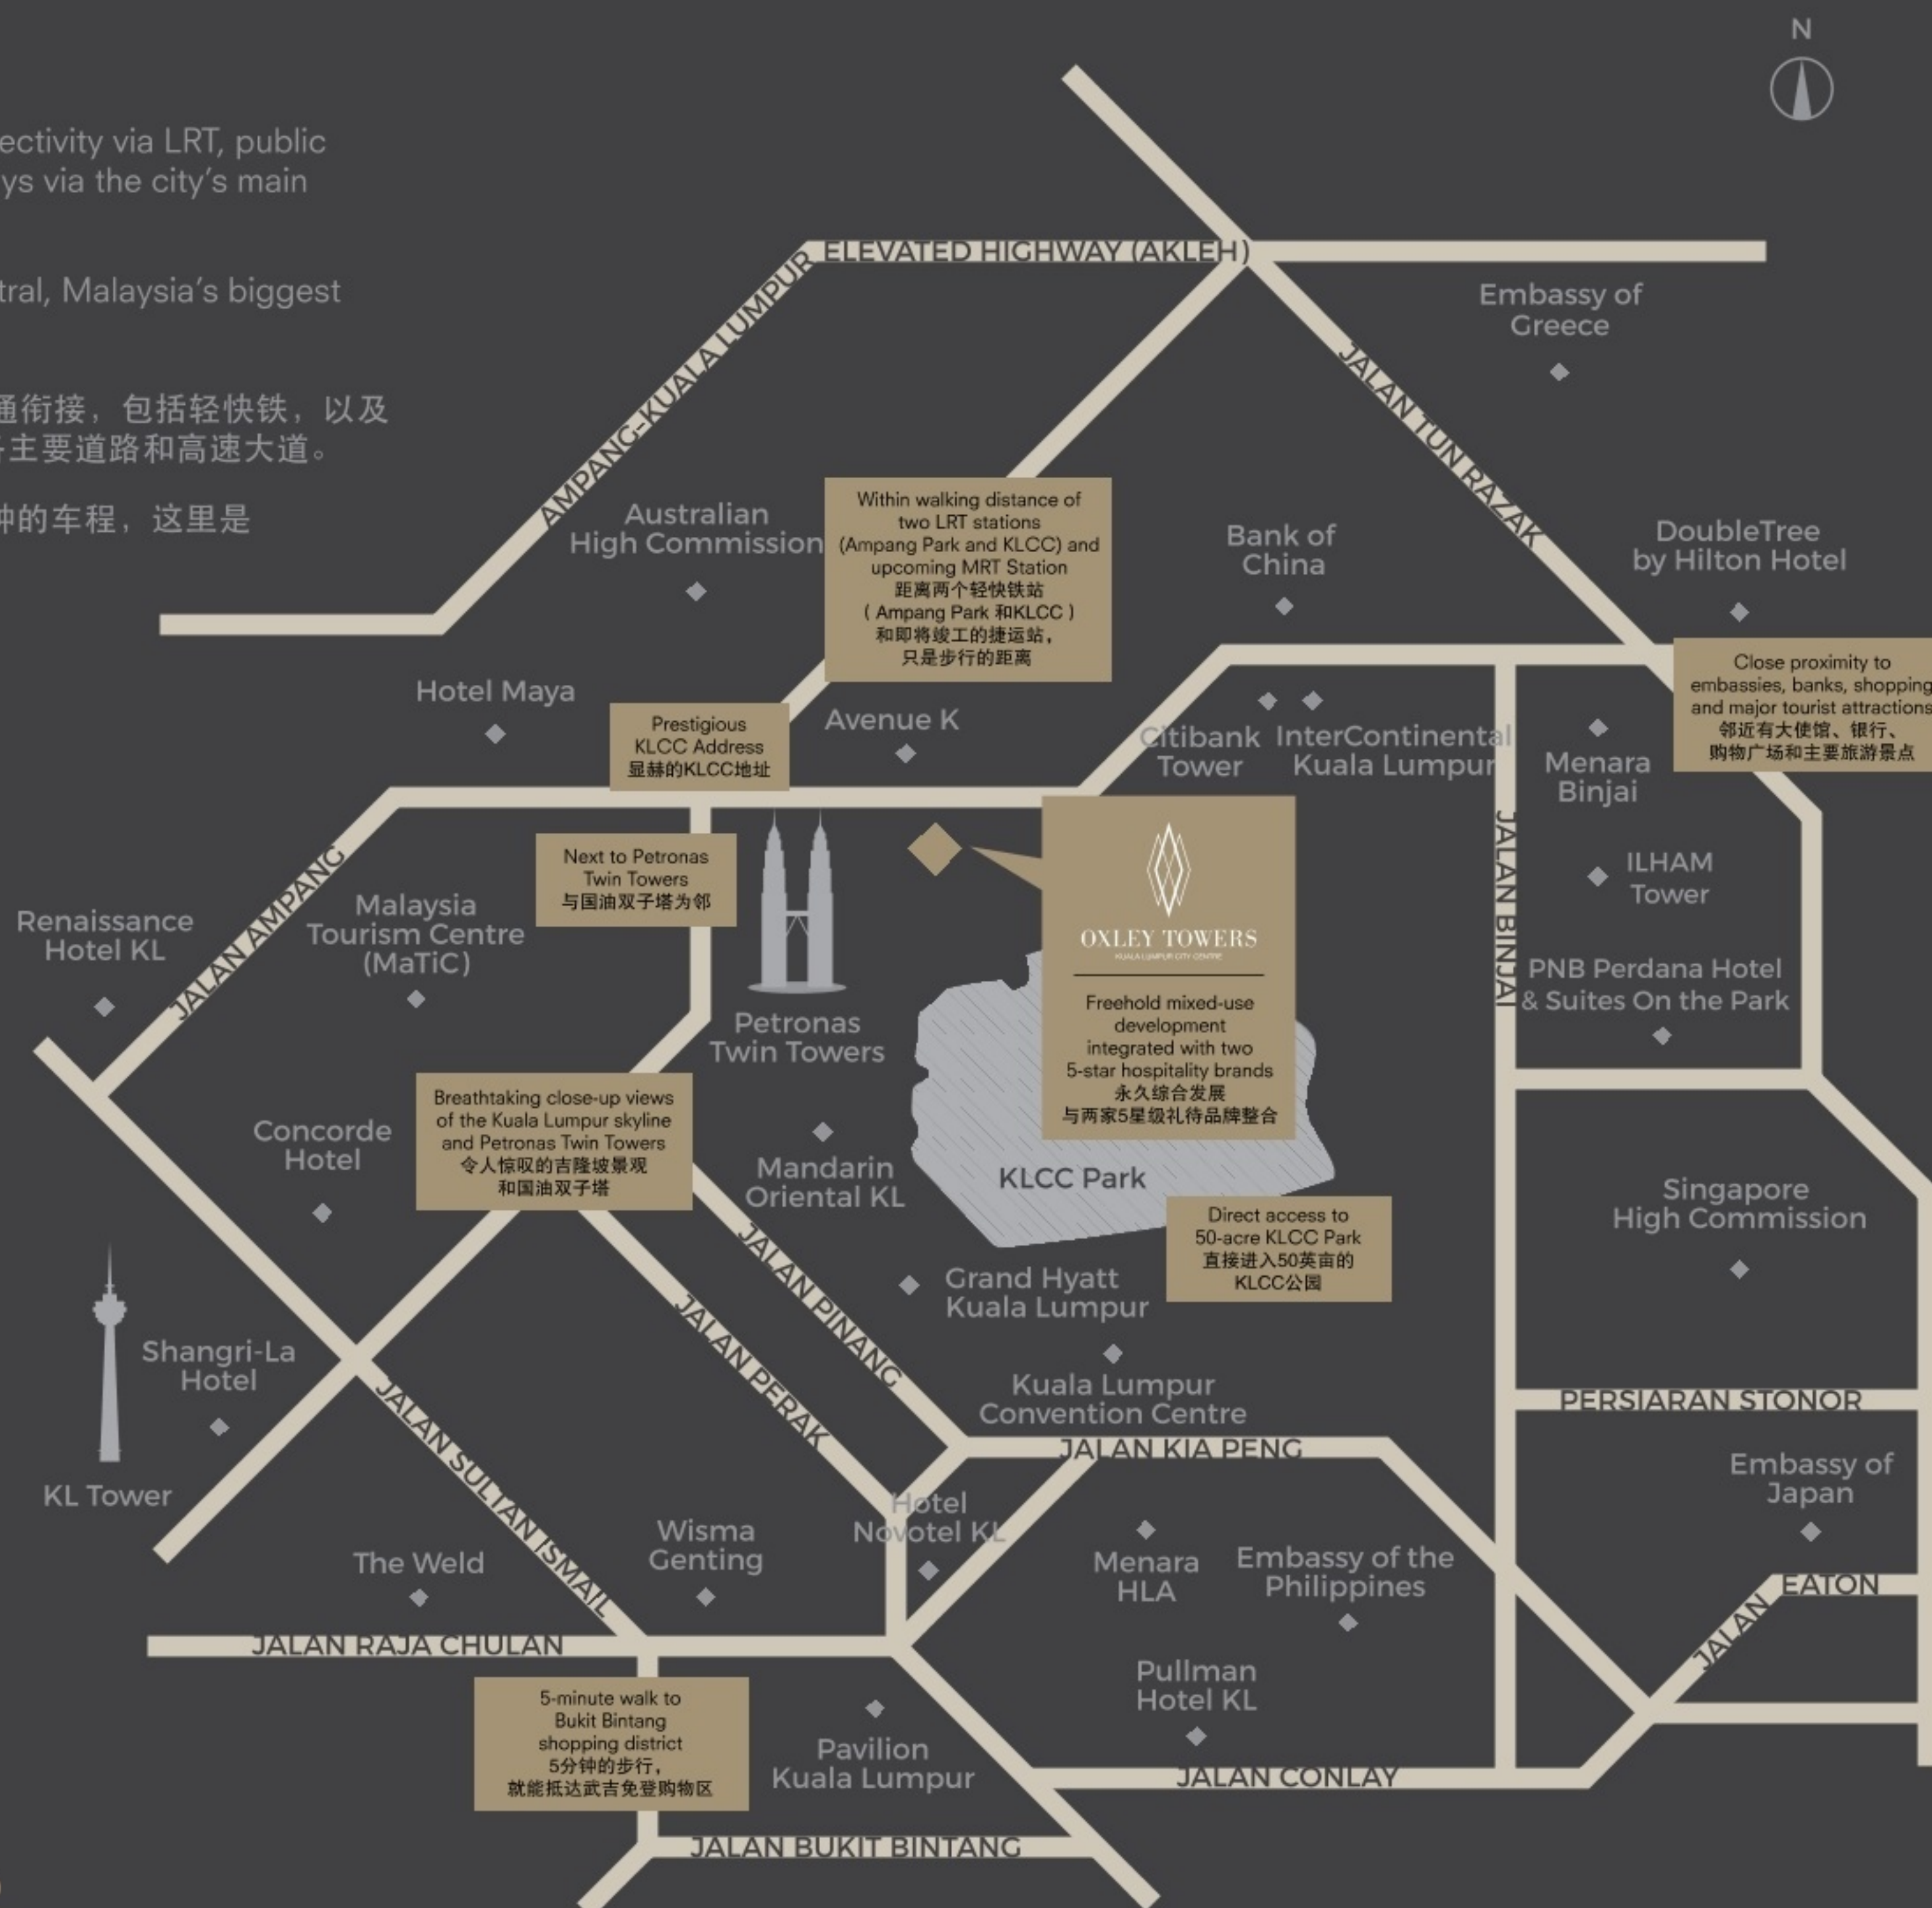 N
ectivity via LRT, public
ys via the city's main
tral, Malaysia's biggest
通衔接，包括轻快铁，以及
主要道路和高速大道。
钟的车程，这里是
AMPANG-KUALA LUMPUR ELEVATED HIGHWAY (AKLEH)
Embassy of
Greece
JALAN TUN RAZAK
Australian
High Commission
Within walking distance of
two LRT stations
(Ampang Park and KLCC) and
upcoming MRT Station
距离两个轻快铁站
( Ampang Park 和KLCC )
和即将竣工的捷运站，
只是步行的距离
Bank of
China
DoubleTree
by Hilton Hotel
Hotel Maya
Prestigious
KLCC Address
显赫的KLCC地址
Avenue K
Citibank
Tower
InterContinental
Kuala Lumpur
Menara
Binjai
Close proximity to
embassies, banks, shopping
and major tourist attractions
邻近有大使馆、银行、
购物广场和主要旅游景点
JALAN AMPANG
Next to Petronas
Twin Towers
与国油双子塔为邻
JALAN BINJAI
ILHAM
Tower
Renaissance
Hotel KL
Malaysia
Tourism Centre
(MaTiC)
OXLEY TOWERS
KUALA LUMPUR CITY CENTRE
Freehold mixed-use
development
integrated with two
5-star hospitality brands
永久综合发展
与两家5星级礼待品牌整合
PNB Perdana Hotel
& Suites On the Park
Petronas
Twin Towers
Breathtaking close-up views
of the Kuala Lumpur skyline
and Petronas Twin Towers
令人惊叹的吉隆坡景观
和国油双子塔
Concorde
Hotel
Mandarin
Oriental KL
KLCC Park
Singapore
High Commission
Direct access to
50-acre KLCC Park
直接进入50英亩的
KLCC公园
JALAN PINANG
Grand Hyatt
Kuala Lumpur
JALAN PERAK
Shangri-La
Hotel
Kuala Lumpur
Convention Centre
JALAN SULTAN ISMAIL
PERSIARAN STONOR
JALAN KIA PENG
KL Tower
Embassy of
Japan
Hotel
Novotel KL
Wisma
Genting
The Weld
Menara
HLA
Embassy of the
Philippines
JALAN EATON
JALAN RAJA CHULAN
Pullman
Hotel KL
5-minute walk to
Bukit Bintang
shopping district
5分钟的步行，
就能抵达武吉免登购物区
Pavilion
Kuala Lumpur
JALAN CONLAY
JALAN BUKIT BINTANG